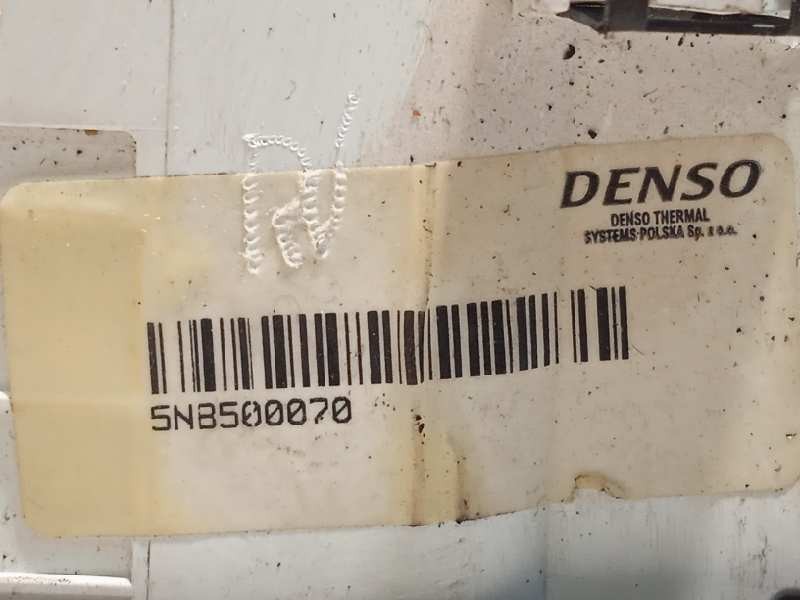 DENSO
DENSO THERMAL
SYSTEMS POLSKA Sp. z o.o.
5NB500070